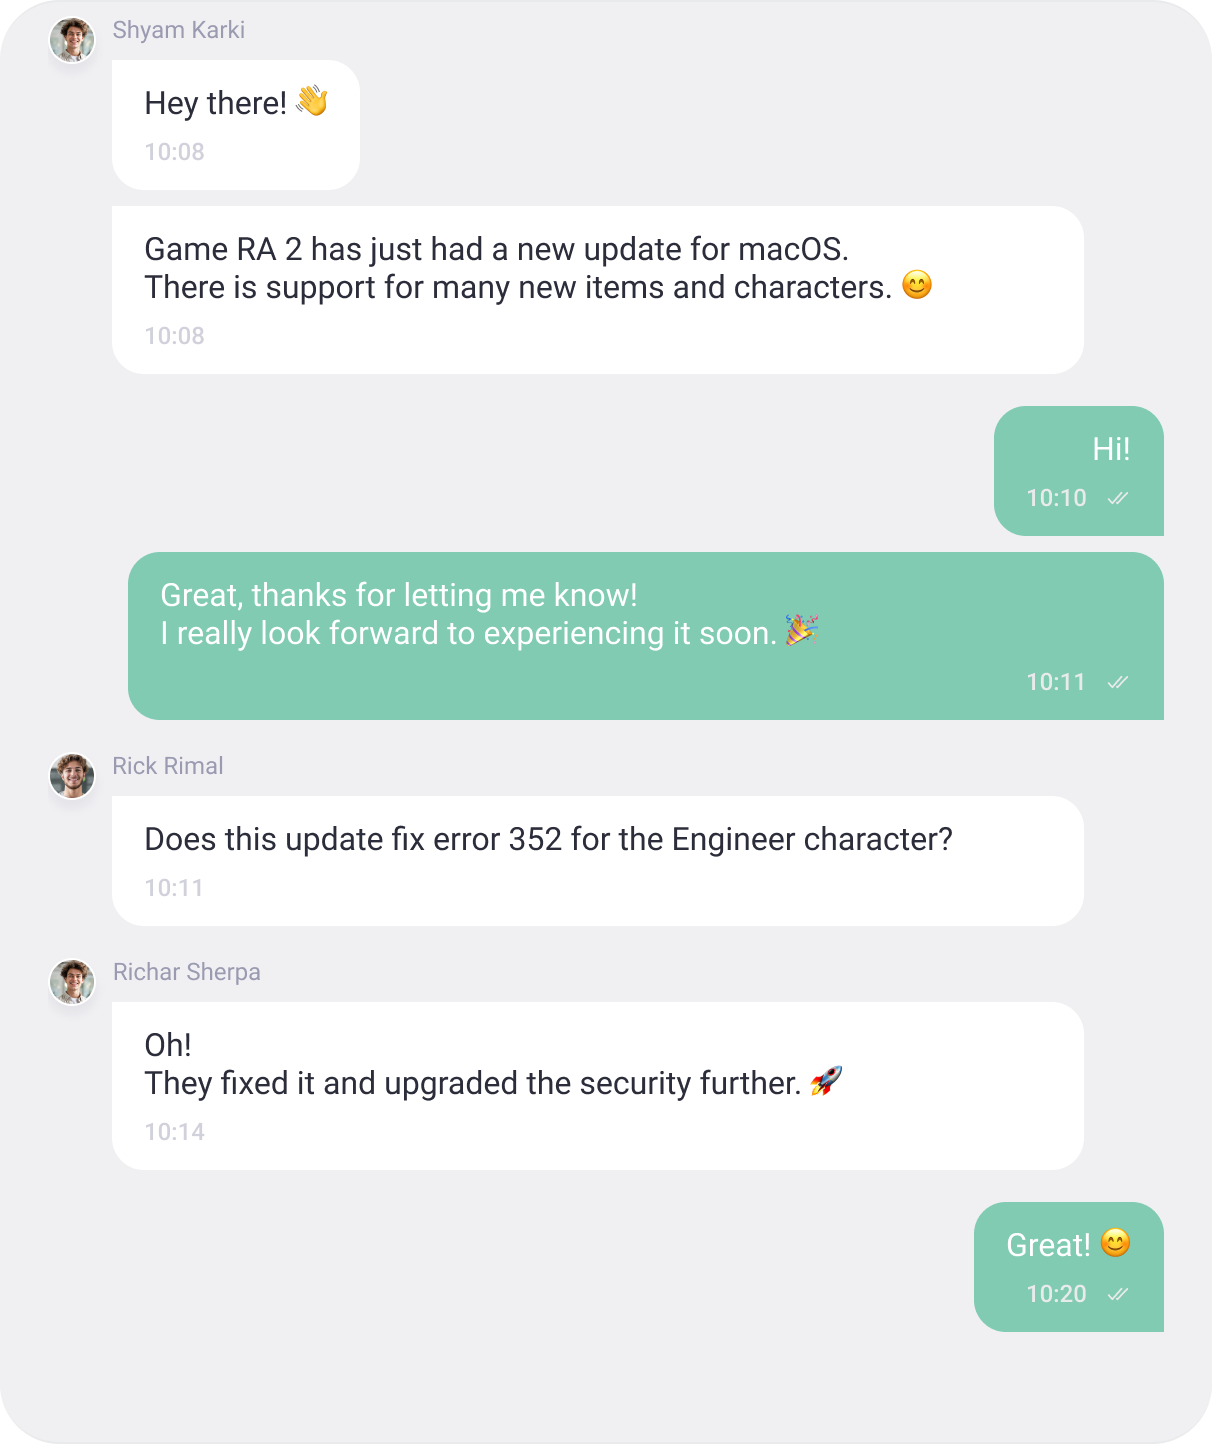 Shyam Karki
Hey there! 👋
10:08
Game RA 2 has just had a new update for macOS.
There is support for many new items and characters. 😊
10:08
Hi!
10:10
Great, thanks for letting me know!
I really look forward to experiencing it soon. 🎉
10:11
Rick Rimal
Does this update fix error 352 for the Engineer character?
10:11
Richar Sherpa
Oh!
They fixed it and upgraded the security further. 🚀
10:14
Great! 😊
10:20